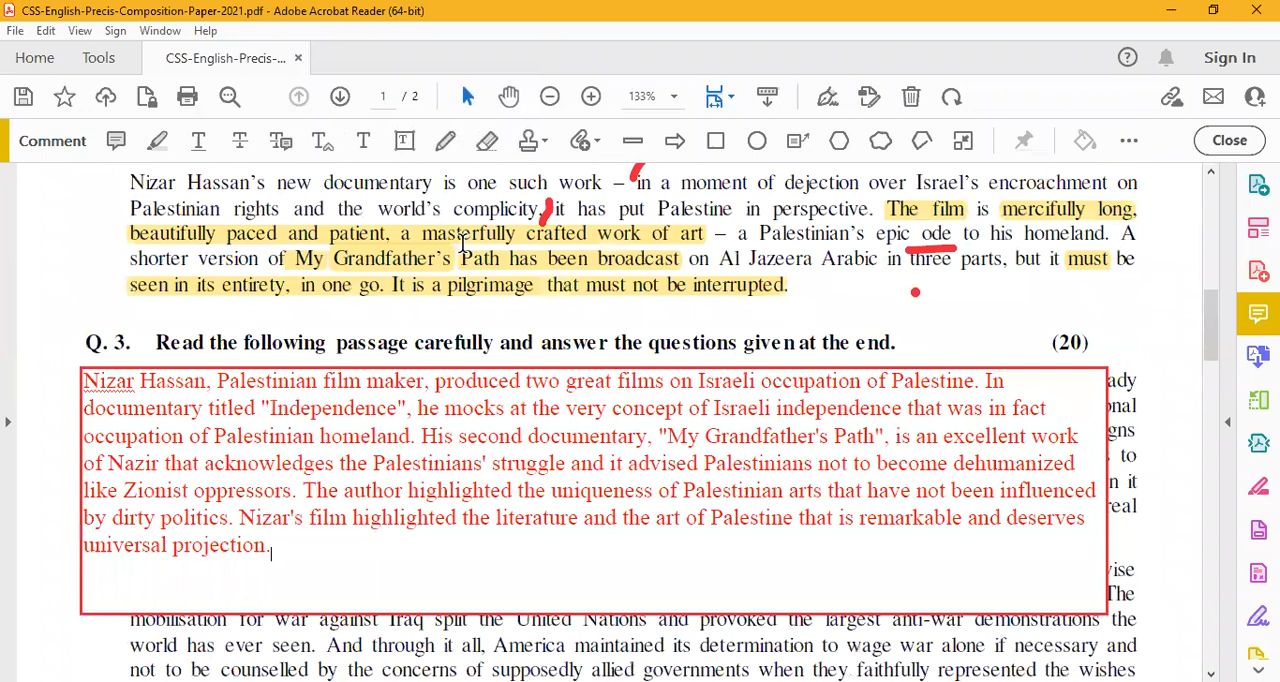 CSS-English-Precis-Composition-Paper-2021.pdf - Adobe Acrobat Reader (64-bit)
File Edit View Sign Window Help
Home Tools CSS-English-Precis-... × Sign In
1 / 2 133%
Comment Close
Nizar Hassan's new documentary is one such work – in a moment of dejection over Israel's encroachment on
Palestinian rights and the world's complicity, it has put Palestine in perspective. The film is mercifully long,
beautifully paced and patient, a masterfully crafted work of art – a Palestinian's epic ode to his homeland. A
shorter version of My Grandfather's Path has been broadcast on Al Jazeera Arabic in three parts, but it must be
seen in its entirety, in one go. It is a pilgrimage that must not be interrupted.
Q. 3. Read the following passage carefully and answer the questions given at the end. (20)
Nizar Hassan, Palestinian film maker, produced two great films on Israeli occupation of Palestine. In
documentary titled "Independence", he mocks at the very concept of Israeli independence that was in fact
occupation of Palestinian homeland. His second documentary, "My Grandfather's Path", is an excellent work
of Nazir that acknowledges the Palestinians' struggle and it advised Palestinians not to become dehumanized
like Zionist oppressors. The author highlighted the uniqueness of Palestinian arts that have not been influenced
by dirty politics. Nizar's film highlighted the literature and the art of Palestine that is remarkable and deserves
universal projection.
mobilisation for war against Iraq split the United Nations and provoked the largest anti-war demonstrations the
world has ever seen. And through it all, America maintained its determination to wage war alone if necessary and
not to be counselled by the concerns of supposedly allied governments when they faithfully represented the wishes